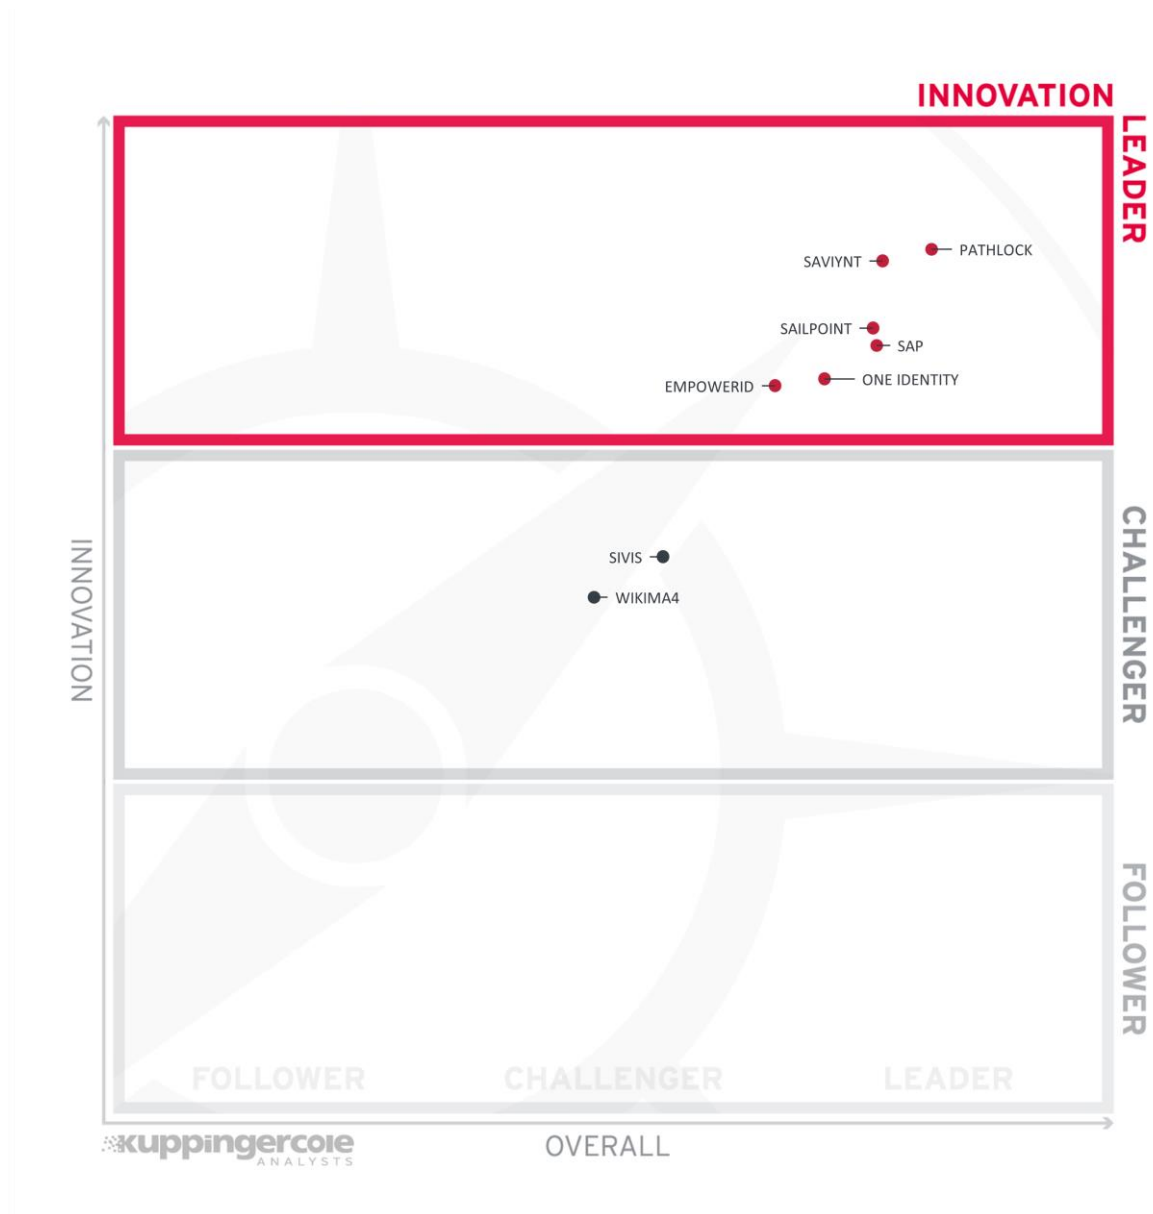 INNOVATION
LEADER
PATHLOCK
SAVIYNT
SAILPOINT
SAP
ONE IDENTITY
EMPOWERID
CHALLENGER
INNOVATION
SIVIS
WIKIMA4
FOLLOWER
FOLLOWER CHALLENGER LEADER
kuppingercole
ANALYSTS
OVERALL